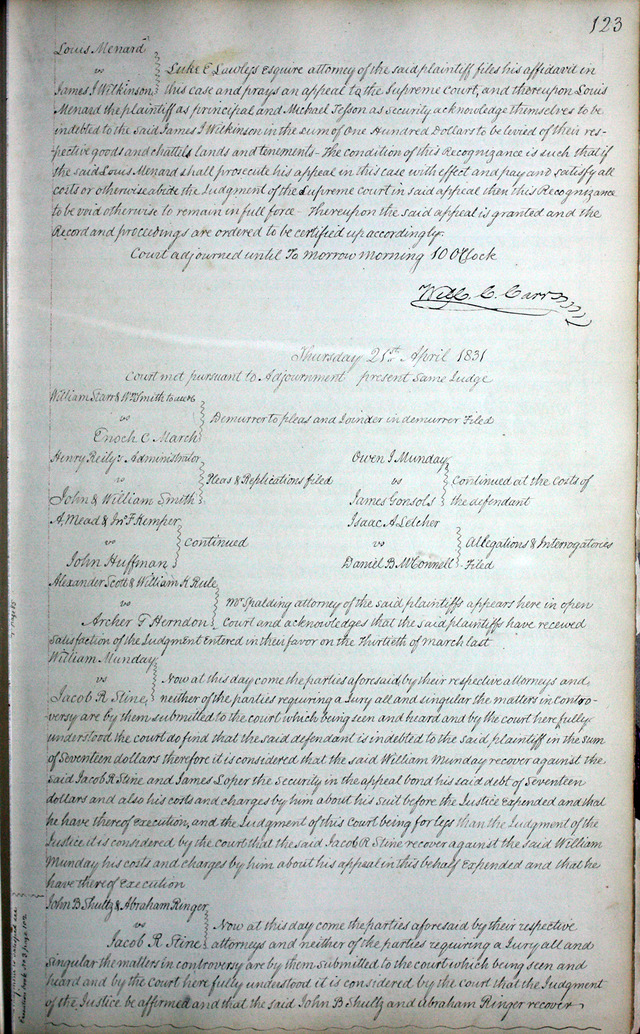 123
Louis Menard
vs
James J Wilkinson
Luke E Lawless Esquire attorney of the said plaintiff files his affidavit in
this case and prays an appeal to the Supreme Court, and thereupon Louis
Menard the plaintiff as principal and Michael Tesson as security acknowledge themselves to be
indebted to the said James J Wilkinson in the sum of One Hundred Dollars to be levied of their res-
pective goods and chattels lands and tenements - The condition of this Recognizance is such that if
the said Louis Menard shall prosecute his appeal in this case with effect and pay and satisfy all
costs or otherwise abide the Judgment of the Supreme court in said appeal then this Recognizance
to be void otherwise to remain in full force - Thereupon the said appeal is granted and the
Record and proceedings are ordered to be certified up accordingly.
Court adjourned until To morrow morning 10 O'Clock
Will. C. Carr
Thursday 21st April 1831
Court met pursuant to Adjournment present Same Judge
William Starr & Wm Smith to use
vs
Enoch C March
Demurrer to pleas and Joinder in demurrer Filed
Henry Reily's Administrator
vs
John & William Smith
Pleas & Replications filed
Owen J Munday
vs
James Gonsols
Continued at the Costs of
the defendant
A. Mead & Jno F Kemper
vs
John Huffman
Continued
Isaac A. Letcher
vs
Daniel B. McConnell
Allegations & Interrogatories
Filed
Alexander Scott & William K Rule
vs
Archer G Herndon
Mr Spalding attorney of the said plaintiffs appears here in open
Court and acknowledges that the said plaintiffs have received
satisfaction of the Judgment Entered in their favor on the Thirtieth of march last
William Munday
vs
Jacob R Stine
Now at this day come the parties aforesaid by their respective attorneys and
neither of the parties requiring a Jury all and singular the matters in contro-
versy are by them submitted to the court which being seen and heard and by the court here fully
understood the court do find that the said defendant is indebted to the said plaintiff in the sum
of Seventeen dollars therefore it is considered that the said William Munday recover against the
said Jacob R Stine and James Loper the Security in the appeal bond his said debt of Seventeen
dollars and also his costs and charges by him about his Suit before the Justice Expended and that
he have thereof execution, and the Judgment of this Court being for less than the Judgment of the
Justice it is considered by the court that the said Jacob R Stine recover against the said William
Munday his costs and charges by him about his appeal in this behalf Expended and that he
have thereof Execution
John B Shultz & Abraham Ringer
vs
Jacob R. Stine
Now at this day come the parties aforesaid by their respective
attorneys and neither of the parties requiring a Jury all and
singular the matters in controversy are by them submitted to the court which being seen and
heard and by the court here fully understood it is considered by the court that the Judgment
of the Justice be affirmed and that the said John B Shultz and Abraham Ringer recover